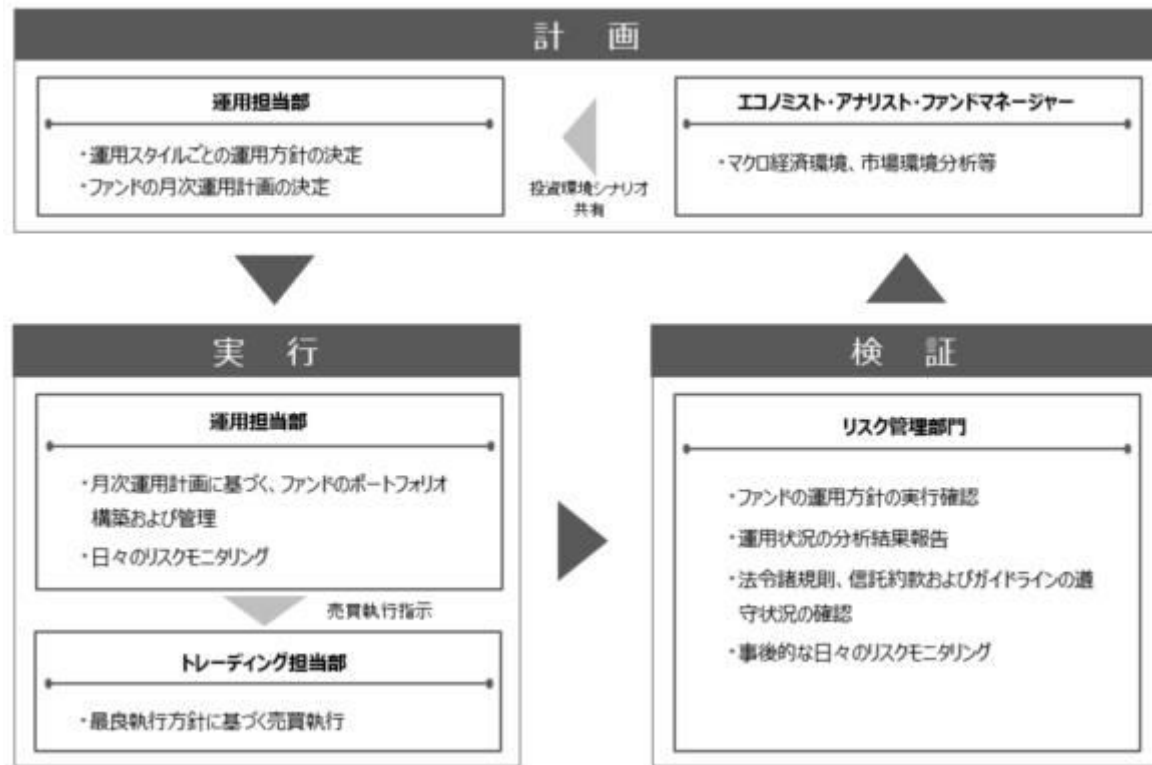 計　画
運用担当部
・運用スタイルごとの運用方針の決定
・ファンドの月次運用計画の決定
投資環境シナリオ
共有
エコノミスト・アナリスト・ファンドマネージャー
・マクロ経済環境、市場環境分析等
実　行
運用担当部
・月次運用計画に基づく、ファンドのポートフォリオ
構築および管理
・日々のリスクモニタリング
売買執行指示
トレーディング担当部
・最良執行方針に基づく売買執行
検　証
リスク管理部門
・ファンドの運用方針の実行確認
・運用状況の分析結果報告
・法令諸規則、信託約款およびガイドラインの遵
守状況の確認
・事後的な日々のリスクモニタリング